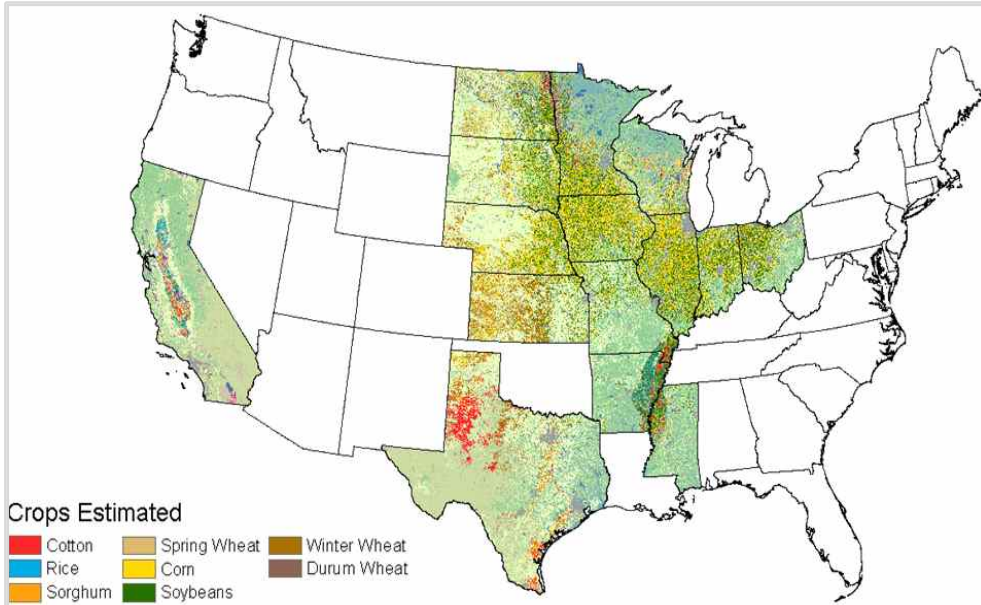 Crops Estimated
Cotton Spring Wheat Winter Wheat
Rice Corn Durum Wheat
Sorghum Soybeans